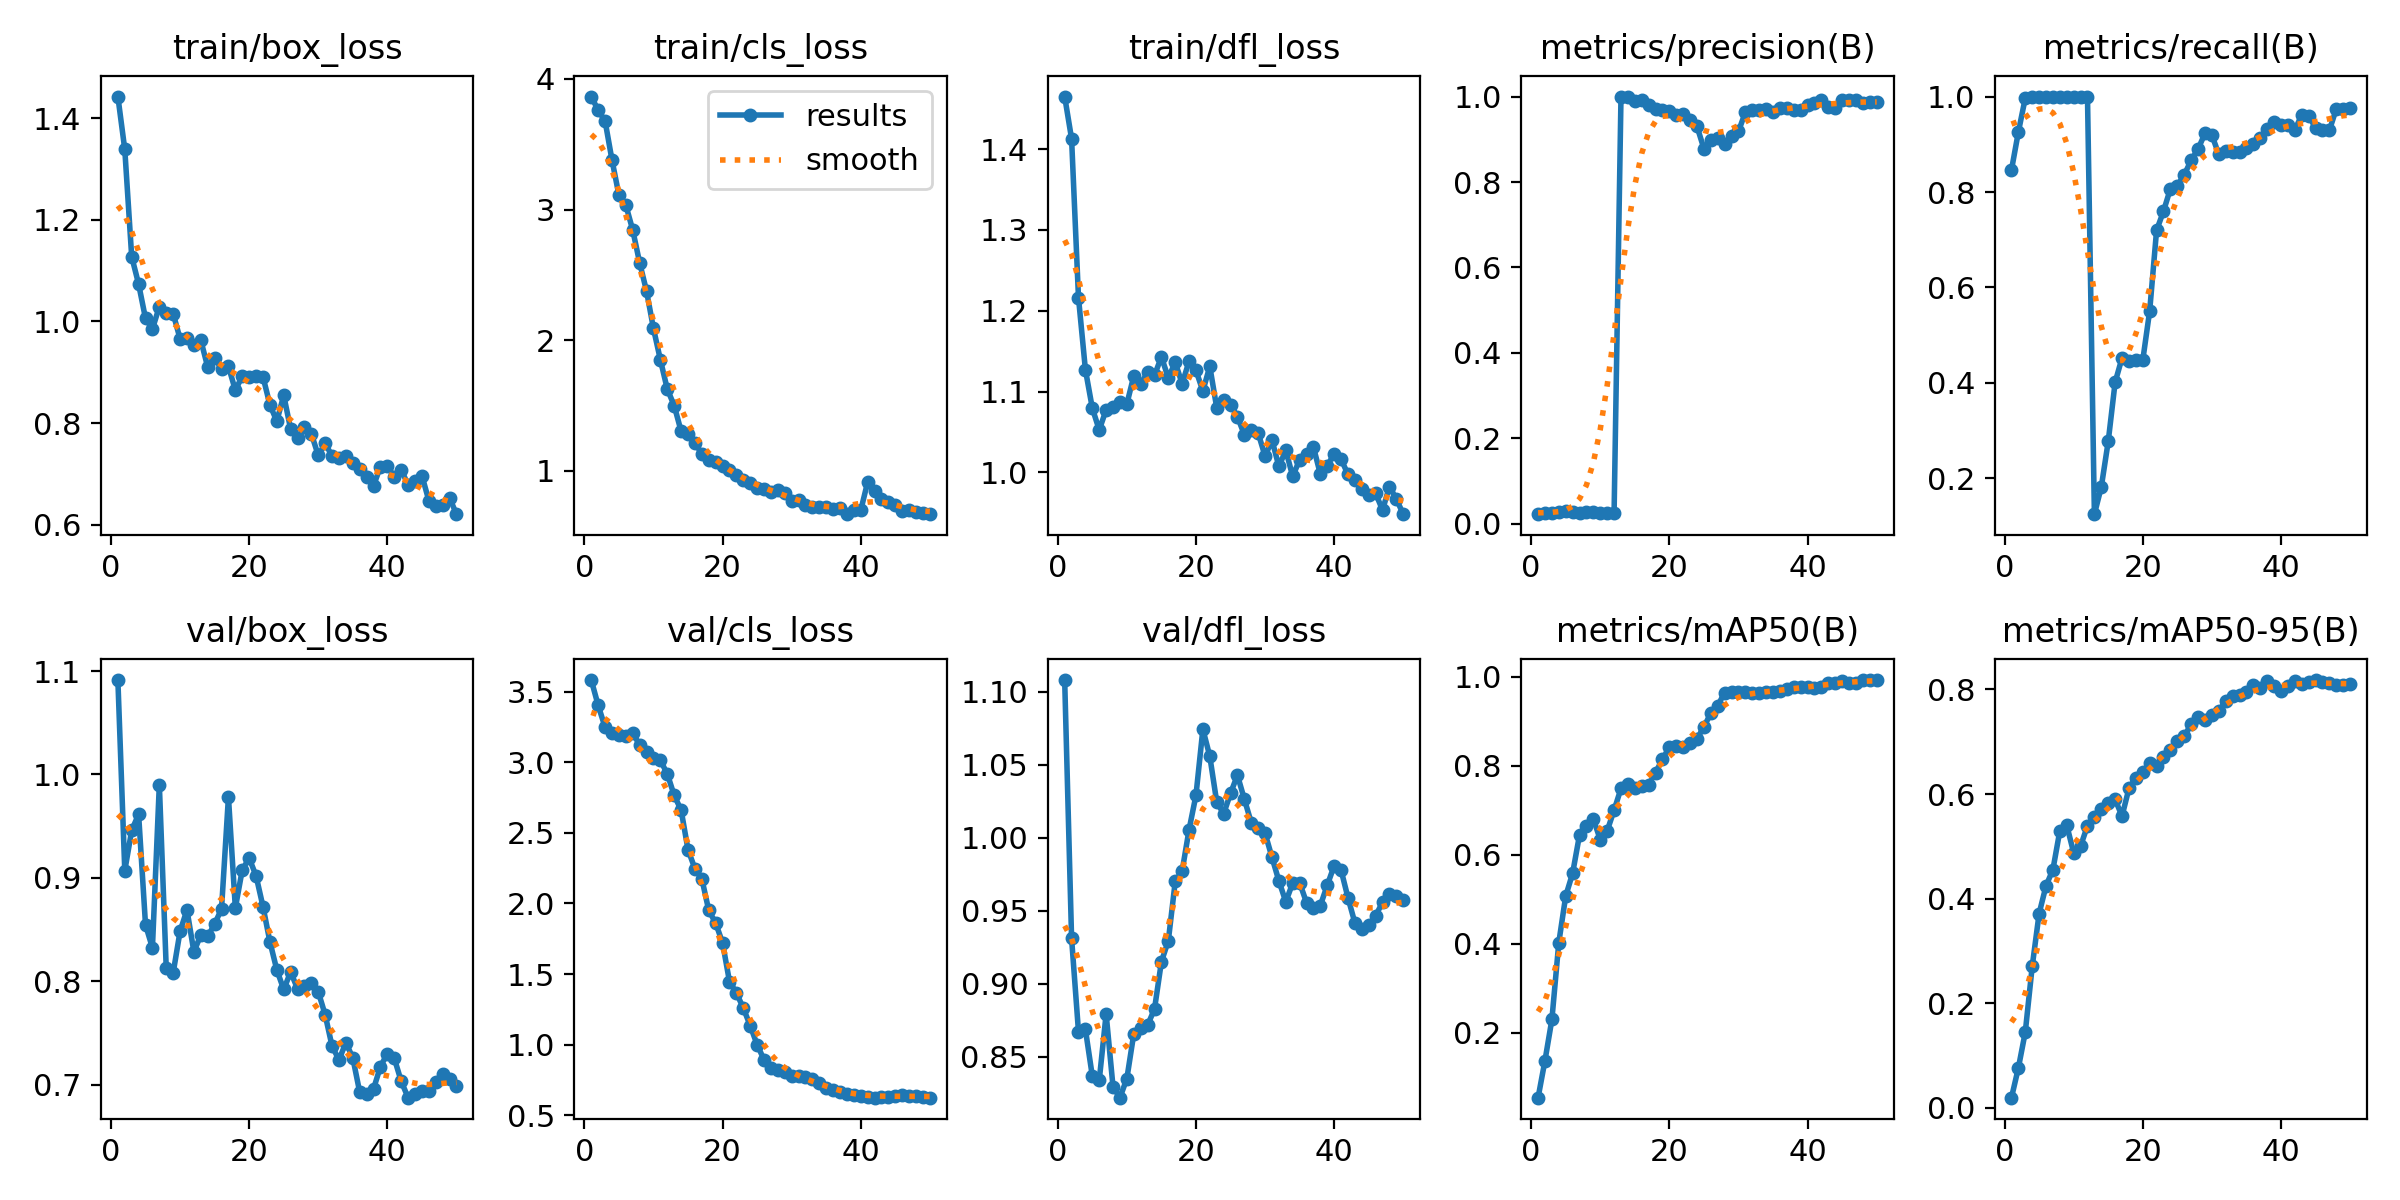 train/box_loss
1.4
1.2
1.0
0.8
0.6
0 20 40
train/cls_loss
results
smooth
4
3
2
1
0 20 40
train/dfl_loss
1.4
1.3
1.2
1.1
1.0
0 20 40
metrics/precision(B)
1.0
0.8
0.6
0.4
0.2
0.0
0 20 40
metrics/recall(B)
1.0
0.8
0.6
0.4
0.2
0 20 40
val/box_loss
1.1
1.0
0.9
0.8
0.7
0 20 40
val/cls_loss
3.5
3.0
2.5
2.0
1.5
1.0
0.5
0 20 40
val/dfl_loss
1.10
1.05
1.00
0.95
0.90
0.85
0 20 40
metrics/mAP50(B)
1.0
0.8
0.6
0.4
0.2
0 20 40
metrics/mAP50-95(B)
0.8
0.6
0.4
0.2
0.0
0 20 40